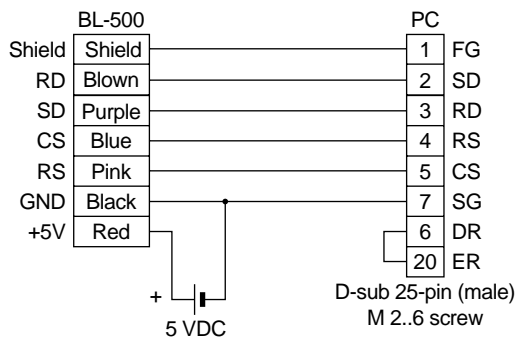 BL-500 PC
Shield Shield 1 FG
RD Blown 2 SD
SD Purple 3 RD
CS Blue 4 RS
RS Pink 5 CS
GND Black 7 SG
+5V Red 6 DR
20 ER
+
5 VDC
D-sub 25-pin (male)
M 2..6 screw